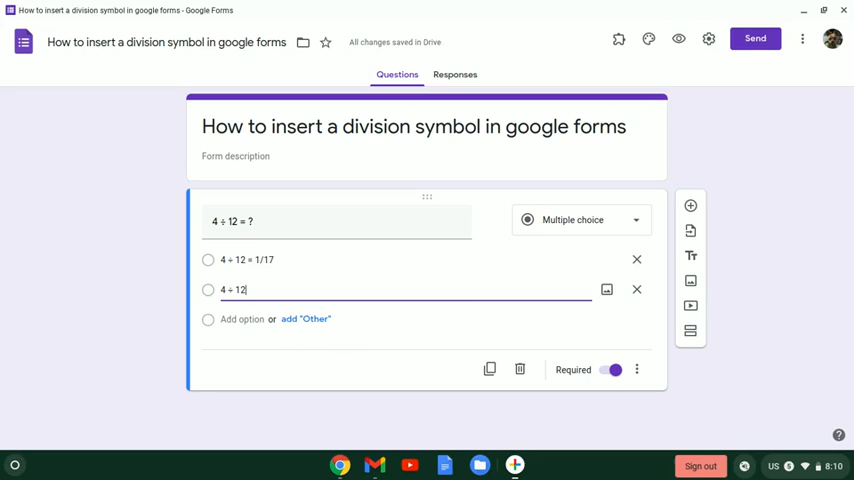 How to insert a division symbol in google forms - Google Forms
How to insert a division symbol in google forms
All changes saved in Drive
Send
Questions
Responses
How to insert a division symbol in google forms
Form description
4 ÷ 12 = ?
Multiple choice
4 ÷ 12 = 1/17
4 ÷ 12
Add option or add "Other"
Required
Sign out
US
8:10